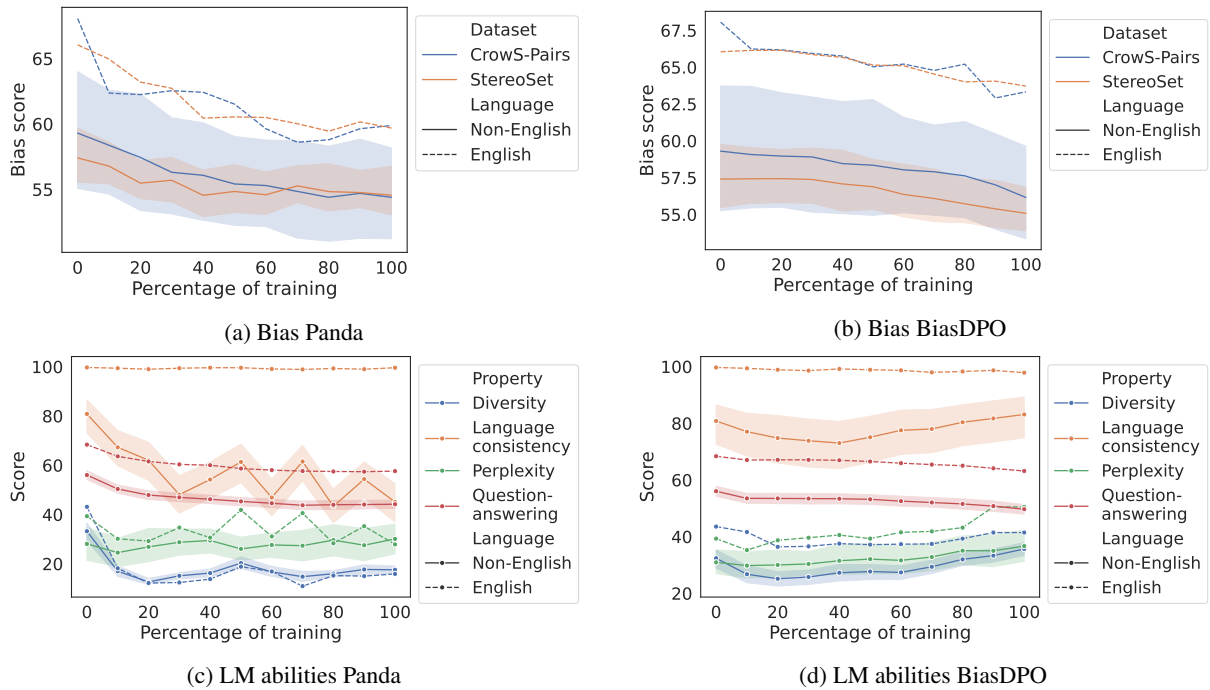 65
60
55
Bias score
0 20 40 60 80 100
Percentage of training
Dataset
CrowS-Pairs
StereoSet
Language
Non-English
English
(a) Bias Panda
67.5
65.0
62.5
60.0
57.5
55.0
Bias score
0 20 40 60 80 100
Percentage of training
Dataset
CrowS-Pairs
StereoSet
Language
Non-English
English
(b) Bias BiasDPO
100
80
60
40
20
Score
0 20 40 60 80 100
Percentage of training
Property
Diversity
Language
consistency
Perplexity
Question-
answering
Language
Non-English
English
(c) LM abilities Panda
100
80
60
40
20
Score
0 20 40 60 80 100
Percentage of training
Property
Diversity
Language
consistency
Perplexity
Question-
answering
Language
Non-English
English
(d) LM abilities BiasDPO